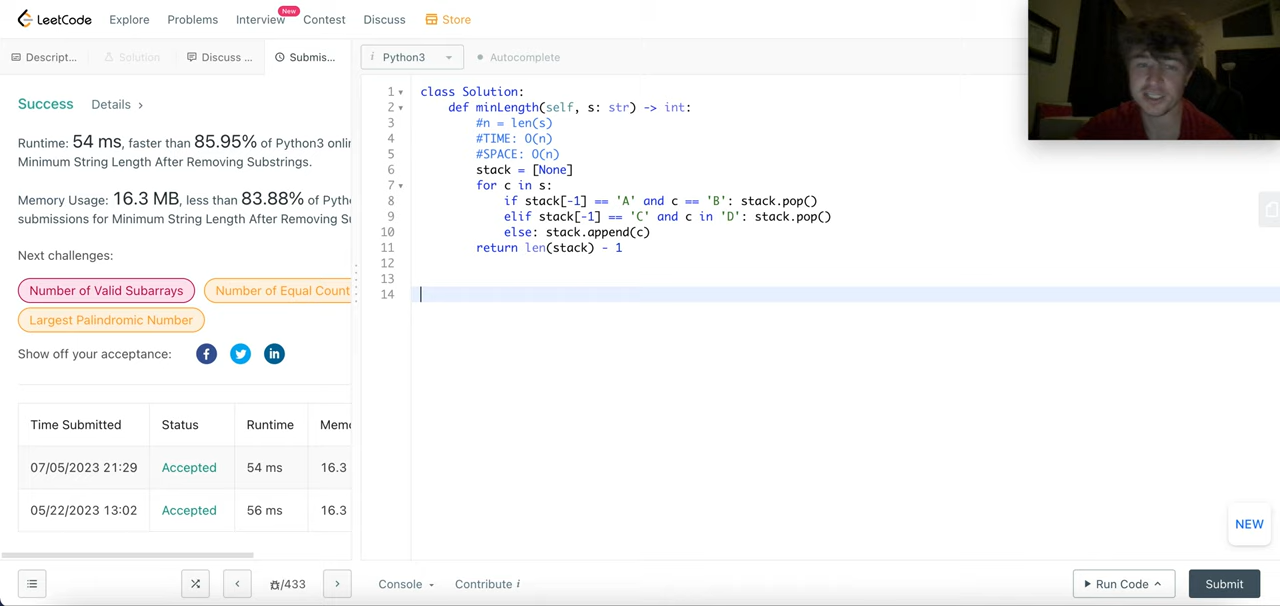 LeetCode Explore Problems Interview New Contest Discuss Store
Descript... Solution Discuss ... Submis...
i Python3 Autocomplete
Success Details
Runtime: 54 ms, faster than 85.95% of Python3 onlin
Minimum String Length After Removing Substrings.
Memory Usage: 16.3 MB, less than 83.88% of Pyth
submissions for Minimum String Length After Removing Su
Next challenges:
Number of Valid Subarrays Number of Equal Count
Largest Palindromic Number
Show off your acceptance:
Time Submitted Status Runtime Memo
07/05/2023 21:29 Accepted 54 ms 16.3
05/22/2023 13:02 Accepted 56 ms 16.3
1 class Solution:
2 def minLength(self, s: str) -> int:
3 #n = len(s)
4 #TIME: O(n)
5 #SPACE: O(n)
6 stack = [None]
7 for c in s:
8 if stack[-1] == 'A' and c == 'B': stack.pop()
9 elif stack[-1] == 'C' and c in 'D': stack.pop()
10 else: stack.append(c)
11 return len(stack) - 1
12
13
14
NEW
/433 Console Contribute i Run Code Submit